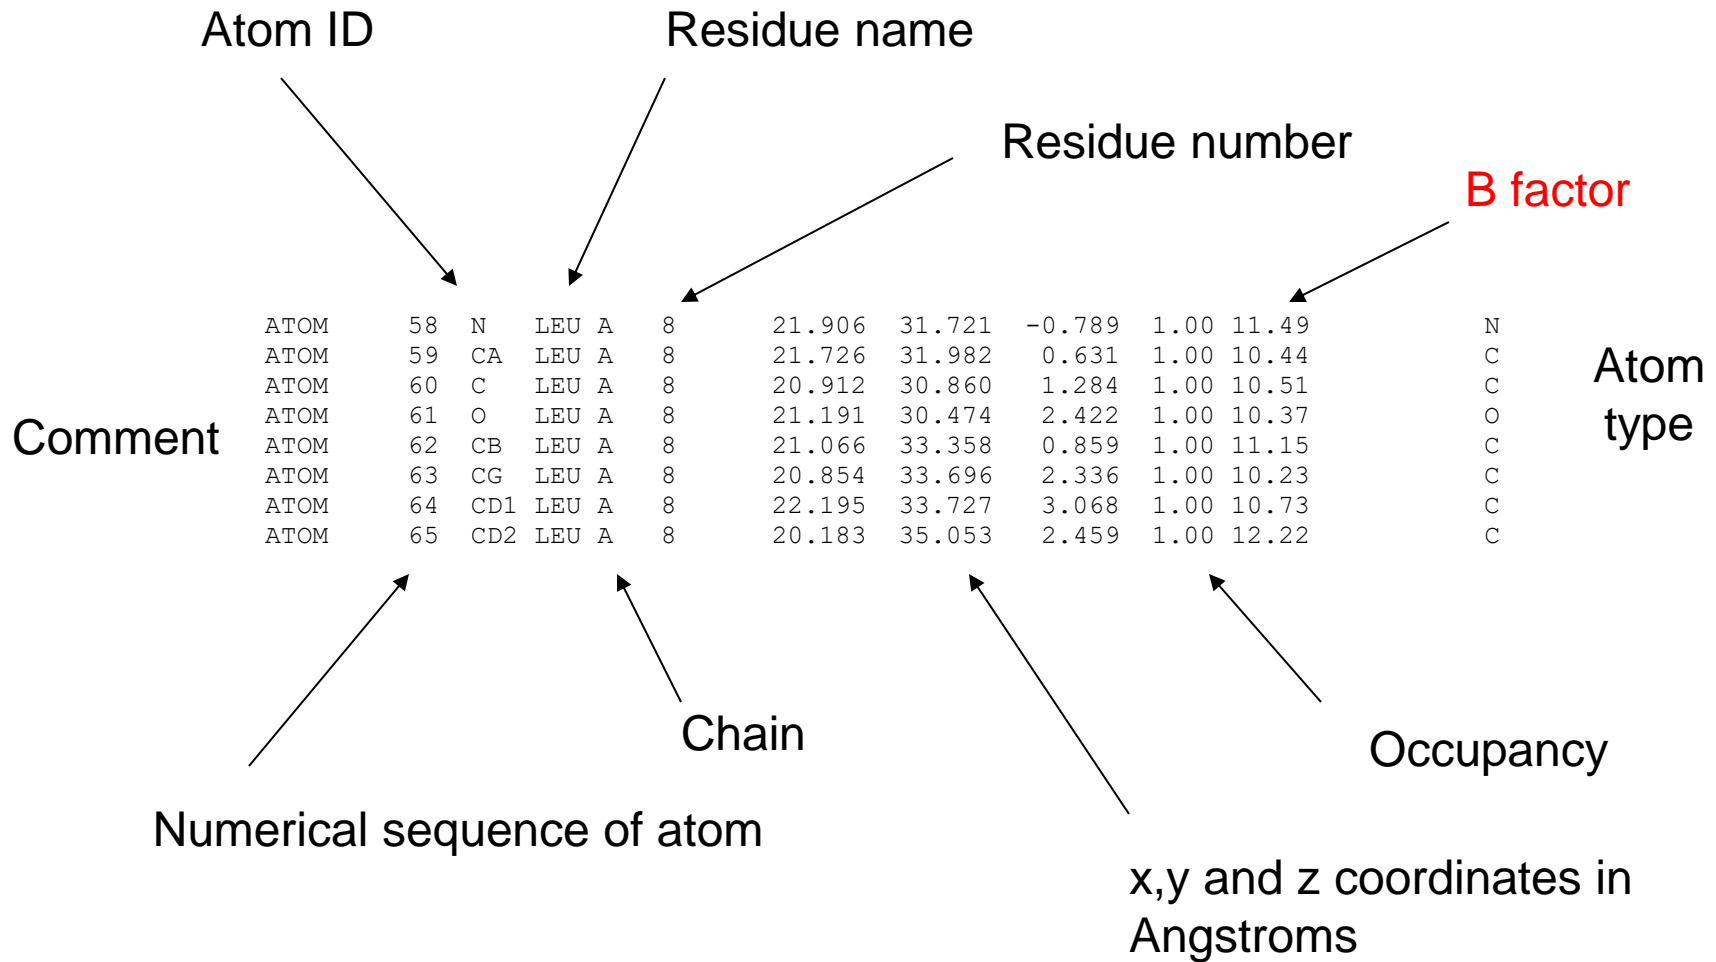 Atom ID
Residue name
Residue number
B factor
ATOM 58 N LEU A 8 21.906 31.721 -0.789 1.00 11.49 N
ATOM 59 CA LEU A 8 21.726 31.982 0.631 1.00 10.44 C
ATOM 60 C LEU A 8 20.912 30.860 1.284 1.00 10.51 C
ATOM 61 O LEU A 8 21.191 30.474 2.422 1.00 10.37 O
ATOM 62 CB LEU A 8 21.066 33.358 0.859 1.00 11.15 C
ATOM 63 CG LEU A 8 20.854 33.696 2.336 1.00 10.23 C
ATOM 64 CD1 LEU A 8 22.195 33.727 3.068 1.00 10.73 C
ATOM 65 CD2 LEU A 8 20.183 35.053 2.459 1.00 12.22 C
Comment
Atom
type
Chain
Occupancy
Numerical sequence of atom
x,y and z coordinates in
Angstroms